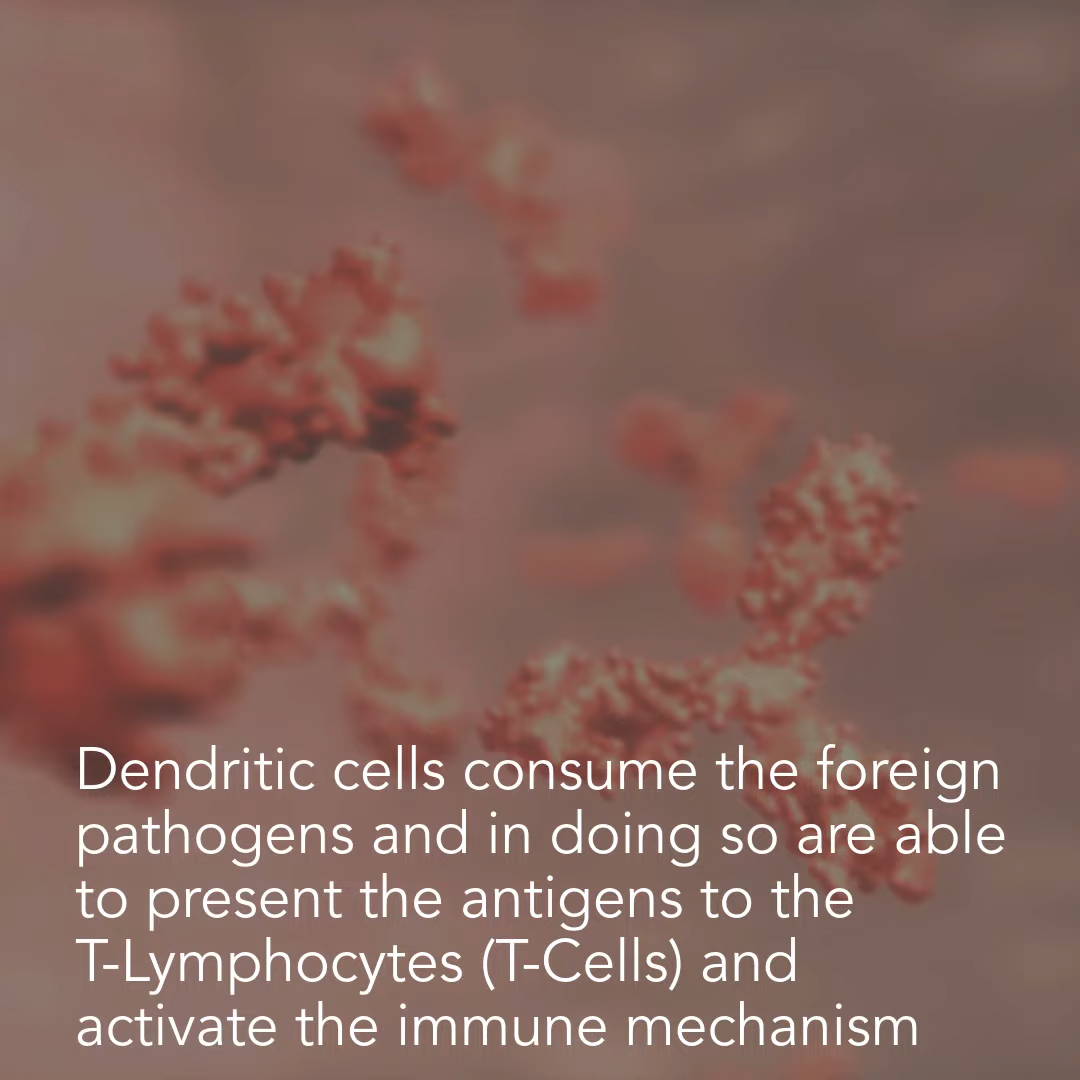 Dendritic cells consume the foreign
pathogens and in doing so are able
to present the antigens to the
T-Lymphocytes (T-Cells) and
activate the immune mechanism